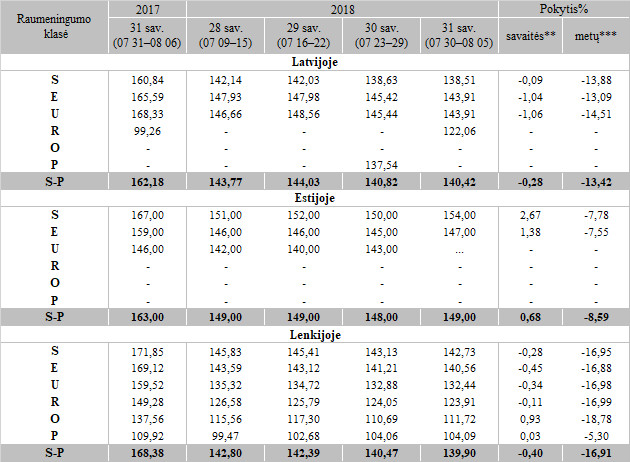 Raumeningumo klasė 2017 2018 Pokytis%
31 sav. (07 31–08 06) 28 sav. (07 09–15) 29 sav. (07 16–22) 30 sav. (07 23–29) 31 sav. (07 30–08 05) savaitės** metų***
Latvijoje
S 160,84 142,14 142,03 138,63 138,51 -0,09 -13,88
E 165,59 147,93 147,98 145,42 143,91 -1,04 -13,09
U 168,33 146,66 148,56 145,44 143,91 -1,06 -14,51
R 99,26 - - - 122,06 - -
O - - - - - - -
P - - - 137,54 - - -
S-P 162,18 143,77 144,03 140,82 140,42 -0,28 -13,42
Estijoje
S 167,00 151,00 152,00 150,00 154,00 2,67 -7,78
E 159,00 146,00 146,00 145,00 147,00 1,38 -7,55
U 146,00 142,00 140,00 143,00 ... - -
R - - - - - - -
O - - - - - - -
P - - - - - - -
S-P 163,00 149,00 149,00 148,00 149,00 0,68 -8,59
Lenkijoje
S 171,85 145,83 145,41 143,13 142,73 -0,28 -16,95
E 169,12 143,59 143,12 141,21 140,56 -0,45 -16,88
U 159,52 135,32 134,72 132,88 132,44 -0,34 -16,98
R 149,28 126,58 125,79 124,05 123,91 -0,11 -16,99
O 137,56 115,56 117,30 110,69 111,72 0,93 -18,78
P 109,92 99,47 102,68 104,06 104,09 0,03 -5,30
S-P 168,38 142,80 142,39 140,47 139,90 -0,40 -16,91